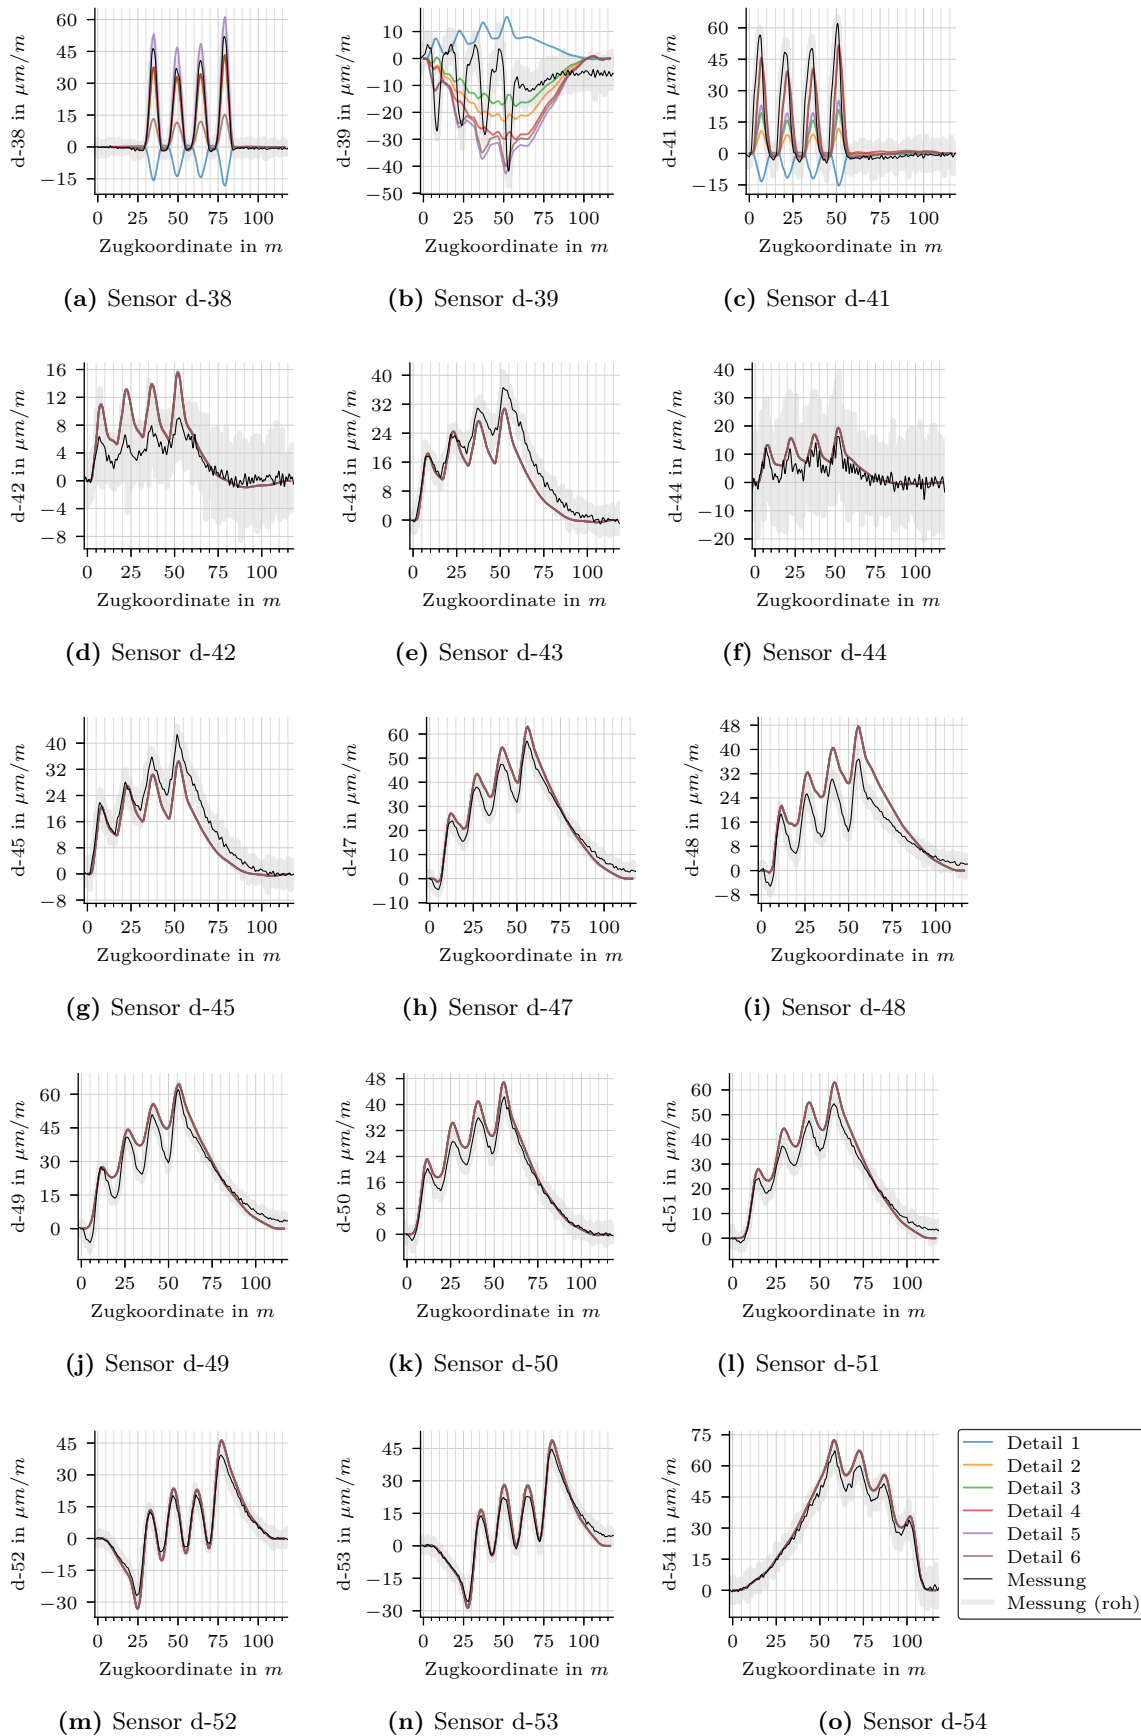 d-38 in μm/m
60
45
30
15
0
−15
0 25 50 75 100
Zugkoordinate in m
(a) Sensor d-38
d-39 in μm/m
10
0
−10
−20
−30
−40
−50
0 25 50 75 100
Zugkoordinate in m
(b) Sensor d-39
d-41 in μm/m
60
45
30
15
0
−15
0 25 50 75 100
Zugkoordinate in m
(c) Sensor d-41
d-42 in μm/m
16
12
8
4
0
−4
−8
0 25 50 75 100
Zugkoordinate in m
(d) Sensor d-42
d-43 in μm/m
40
32
24
16
8
0
−8
0 25 50 75 100
Zugkoordinate in m
(e) Sensor d-43
d-44 in μm/m
40
30
20
10
0
−10
−20
0 25 50 75 100
Zugkoordinate in m
(f) Sensor d-44
d-45 in μm/m
40
32
24
16
8
0
−8
0 25 50 75 100
Zugkoordinate in m
(g) Sensor d-45
d-47 in μm/m
60
50
40
30
20
10
0
−10
0 25 50 75 100
Zugkoordinate in m
(h) Sensor d-47
d-48 in μm/m
48
40
32
24
16
8
0
−8
0 25 50 75 100
Zugkoordinate in m
(i) Sensor d-48
d-49 in μm/m
60
45
30
15
0
0 25 50 75 100
Zugkoordinate in m
(j) Sensor d-49
d-50 in μm/m
48
40
32
24
16
8
0
0 25 50 75 100
Zugkoordinate in m
(k) Sensor d-50
d-51 in μm/m
60
50
40
30
20
10
0
0 25 50 75 100
Zugkoordinate in m
(l) Sensor d-51
d-52 in μm/m
45
30
15
0
−15
−30
0 25 50 75 100
Zugkoordinate in m
(m) Sensor d-52
d-53 in μm/m
45
30
15
0
−15
−30
0 25 50 75 100
Zugkoordinate in m
(n) Sensor d-53
d-54 in μm/m
75
60
45
30
15
0
0 25 50 75 100
Zugkoordinate in m
(o) Sensor d-54
Detail 1
Detail 2
Detail 3
Detail 4
Detail 5
Detail 6
Messung
Messung (roh)